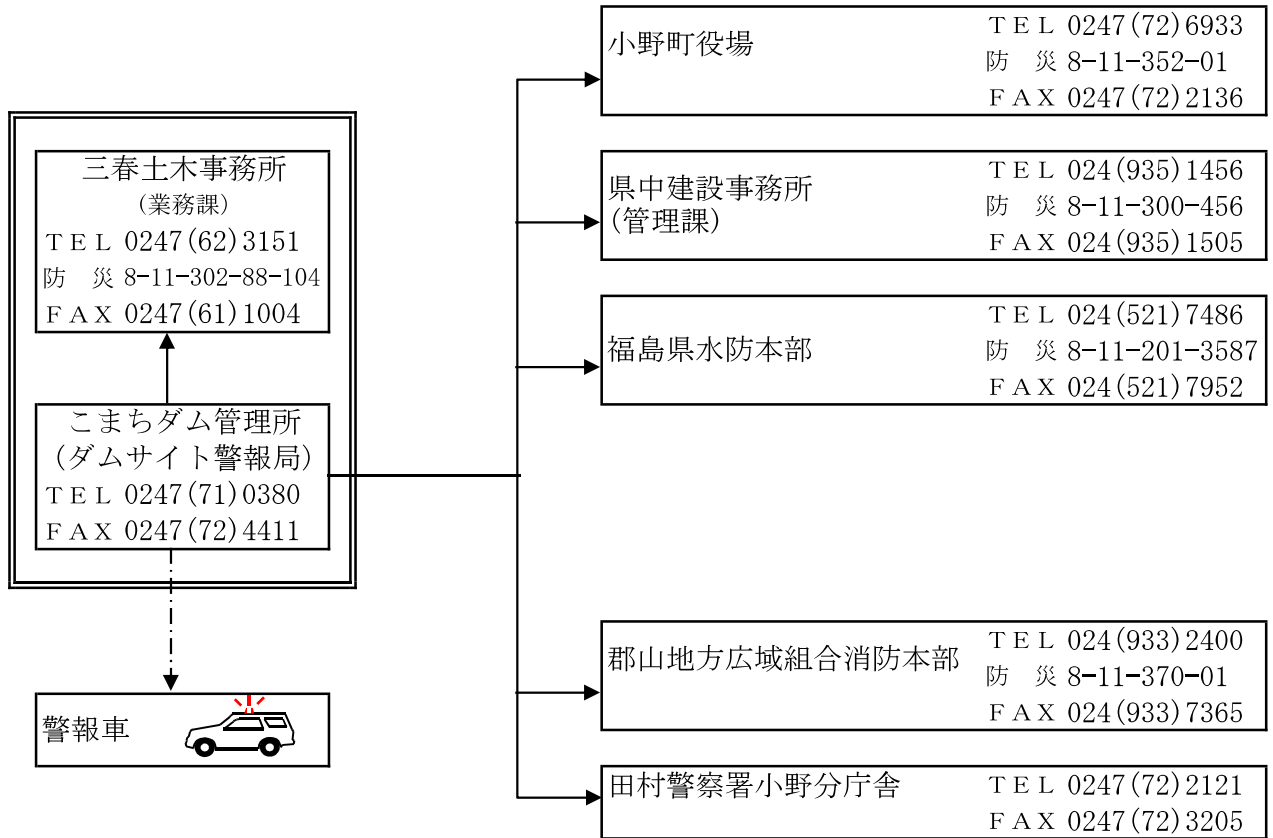 三春土木事務所
(業務課)
ＴＥＬ 0247(62)3151
防　災 8-11-302-88-104
ＦＡＸ 0247(61)1004
こまちダム管理所
(ダムサイト警報局)
ＴＥＬ 0247(71)0380
ＦＡＸ 0247(72)4411
警報車
小野町役場
ＴＥＬ 0247(72)6933
防　災 8-11-352-01
ＦＡＸ 0247(72)2136
県中建設事務所
(管理課)
ＴＥＬ 024(935)1456
防　災 8-11-300-456
ＦＡＸ 024(935)1505
福島県水防本部
ＴＥＬ 024(521)7486
防　災 8-11-201-3587
ＦＡＸ 024(521)7952
郡山地方広域組合消防本部
ＴＥＬ 024(933)2400
防　災 8-11-370-01
ＦＡＸ 024(933)7365
田村警察署小野分庁舎
ＴＥＬ 0247(72)2121
ＦＡＸ 0247(72)3205